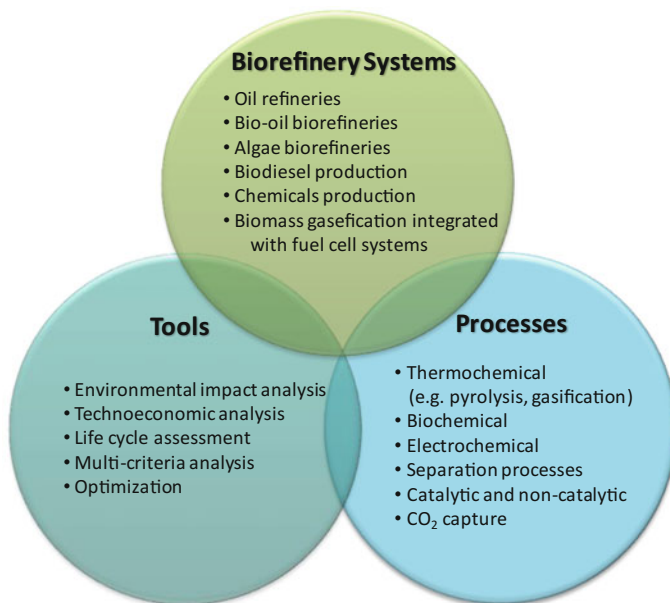 Biorefinery Systems
• Oil refineries
• Bio-oil biorefineries
• Algae biorefineries
• Biodiesel production
• Chemicals production
• Biomass gasefication integrated
with fuel cell systems
Tools
• Environmental impact analysis
• Technoeconomic analysis
• Life cycle assessment
• Multi-criteria analysis
• Optimization
Processes
• Thermochemical
(e.g. pyrolysis, gasification)
• Biochemical
• Electrochemical
• Separation processes
• Catalytic and non-catalytic
• CO₂ capture